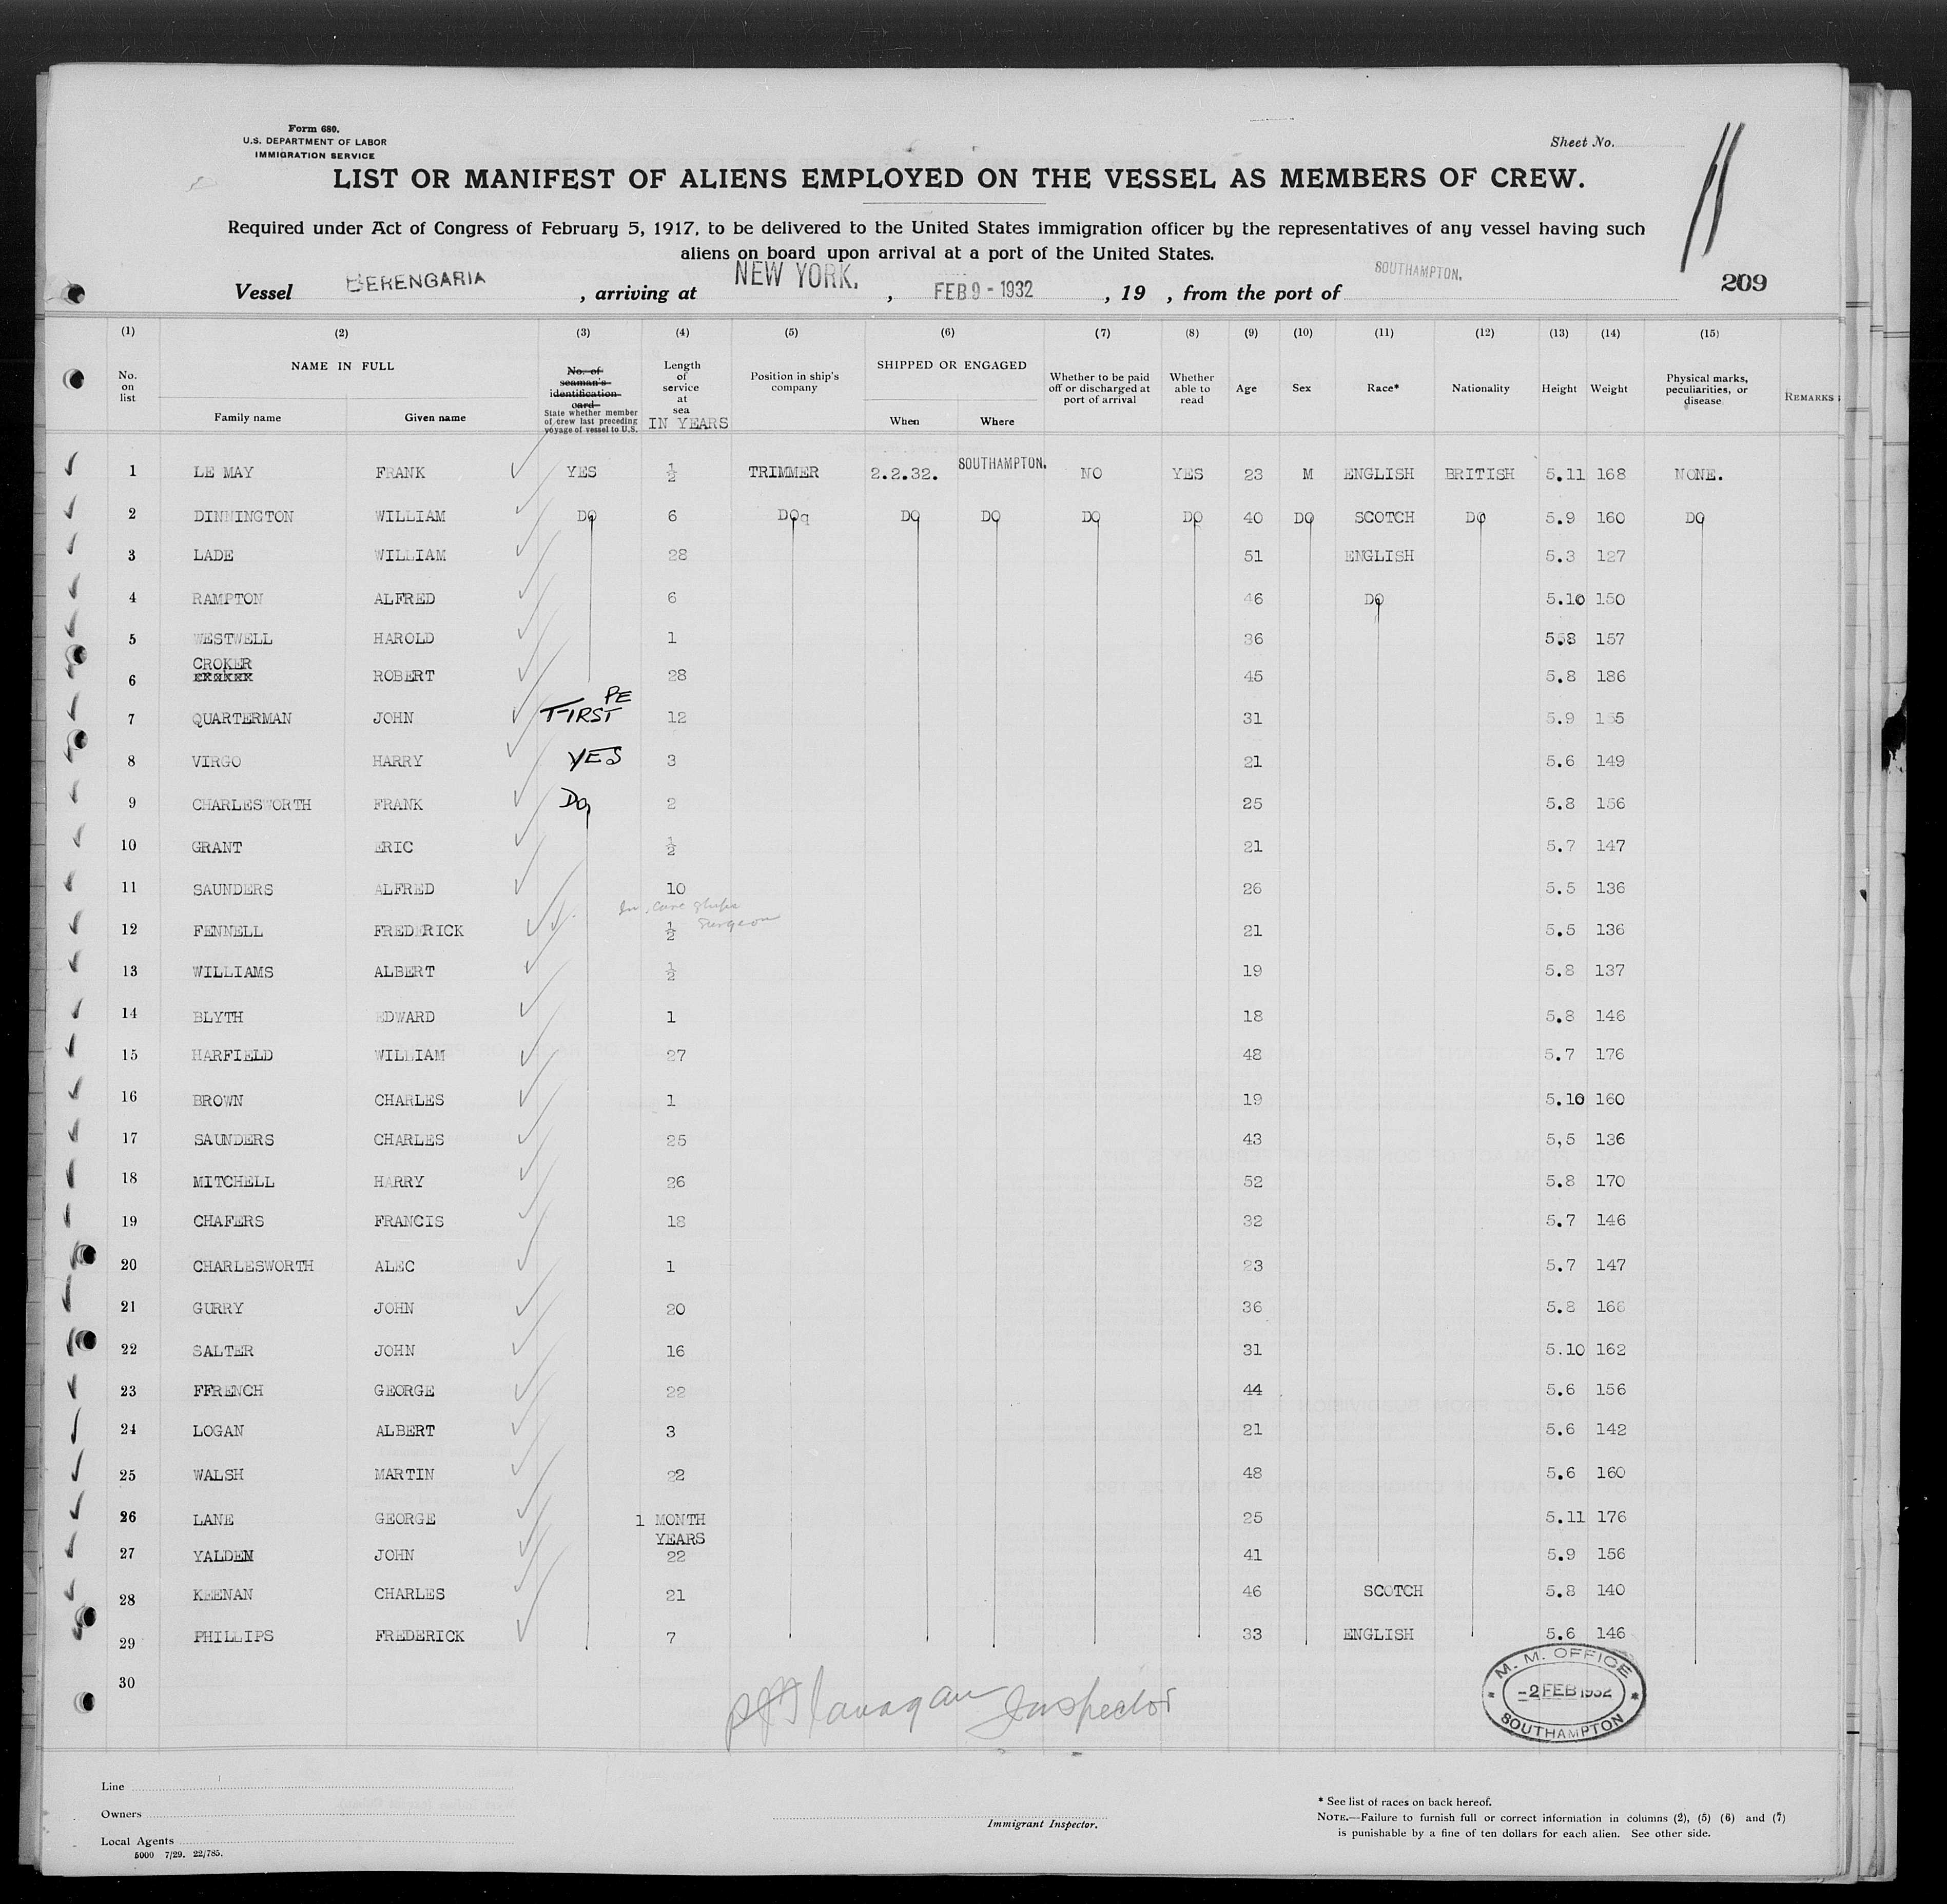 Form 680.
U.S. DEPARTMENT OF LABOR
IMMIGRATION SERVICE
Sheet No.
LIST OR MANIFEST OF ALIENS EMPLOYED ON THE VESSEL AS MEMBERS OF CREW.
Required under Act of Congress of February 5, 1917, to be delivered to the United States immigration officer by the representatives of any vessel having such
aliens on board upon arrival at a port of the United States.
Vessel BERENGARIA , arriving at NEW YORK. , FEB 9 - 1932 , 19 , from the port of SOUTHAMPTON. 209
(1) (2) (3) (4) (5) (6) (7) (8) (9) (10) (11) (12) (13) (14) (15)
No. on list NAME IN FULL Family name Given name No. of seaman's identification card State whether member of crew last preceding voyage of vessel to U.S. Length of service at sea IN YEARS Position in ship's company SHIPPED OR ENGAGED When Where Whether to be paid off or discharged at port of arrival Whether able to read Age Sex Race* Nationality Height Weight Physical marks, peculiarities, or disease REMARKS
1 LE MAY FRANK YES ½ TRIMMER 2.2.32. SOUTHAMPTON. NO YES 23 M ENGLISH BRITISH 5.11 168 NONE.
2 DINNINGTON WILLIAM DO 6 DO DO DO DO DO 40 DO SCOTCH DO 5.9 160 DO
3 LADE WILLIAM 28 51 ENGLISH 5.3 127
4 RAMPTON ALFRED 6 46 DO 5.10 150
5 WESTWELL HAROLD 1 36 5.8 157
6 CROKER ROBERT 28 45 5.8 186
7 QUARTERMAN JOHN FIRST PE 12 31 5.9 155
8 VIRGO HARRY YES 3 21 5.6 149
9 CHARLESWORTH FRANK DO 2 25 5.8 156
10 GRANT ERIC ½ 21 5.7 147
11 SAUNDERS ALFRED 10 26 5.5 136
In care ships surgeon
12 FENNELL FREDERICK ½ 21 5.5 136
13 WILLIAMS ALBERT ½ 19 5.8 137
14 BLYTH EDWARD 1 18 5.8 146
15 HARFIELD WILLIAM 27 48 5.7 176
16 BROWN CHARLES 1 19 5.10 160
17 SAUNDERS CHARLES 25 43 5,5 136
18 MITCHELL HARRY 26 52 5.8 170
19 CHAFERS FRANCIS 18 32 5.7 146
20 CHARLESWORTH ALEC 1 23 5.7 147
21 GURRY JOHN 20 36 5.8 166
22 SALTER JOHN 16 31 5.10 162
23 FFRENCH GEORGE 22 44 5.6 156
24 LOGAN ALBERT 3 21 5.6 142
25 WALSH MARTIN 22 48 5.6 160
26 LANE GEORGE 1 MONTH 25 5.11 176
27 YALDEN JOHN YEARS 22 41 5.9 156
28 KEENAN CHARLES 21 46 SCOTCH 5.8 140
29 PHILLIPS FREDERICK 7 33 ENGLISH 5.6 146
30
Flanagan Inspector
M. M. OFFICE
-2 FEB 1932
SOUTHAMPTON
Line
Owners
Local Agents
5000 7/29. 22/785.
Immigrant Inspector.
* See list of races on back hereof.
NOTE.—Failure to furnish full or correct information in columns (2), (5) (6) and (7)
is punishable by a fine of ten dollars for each alien. See other side.